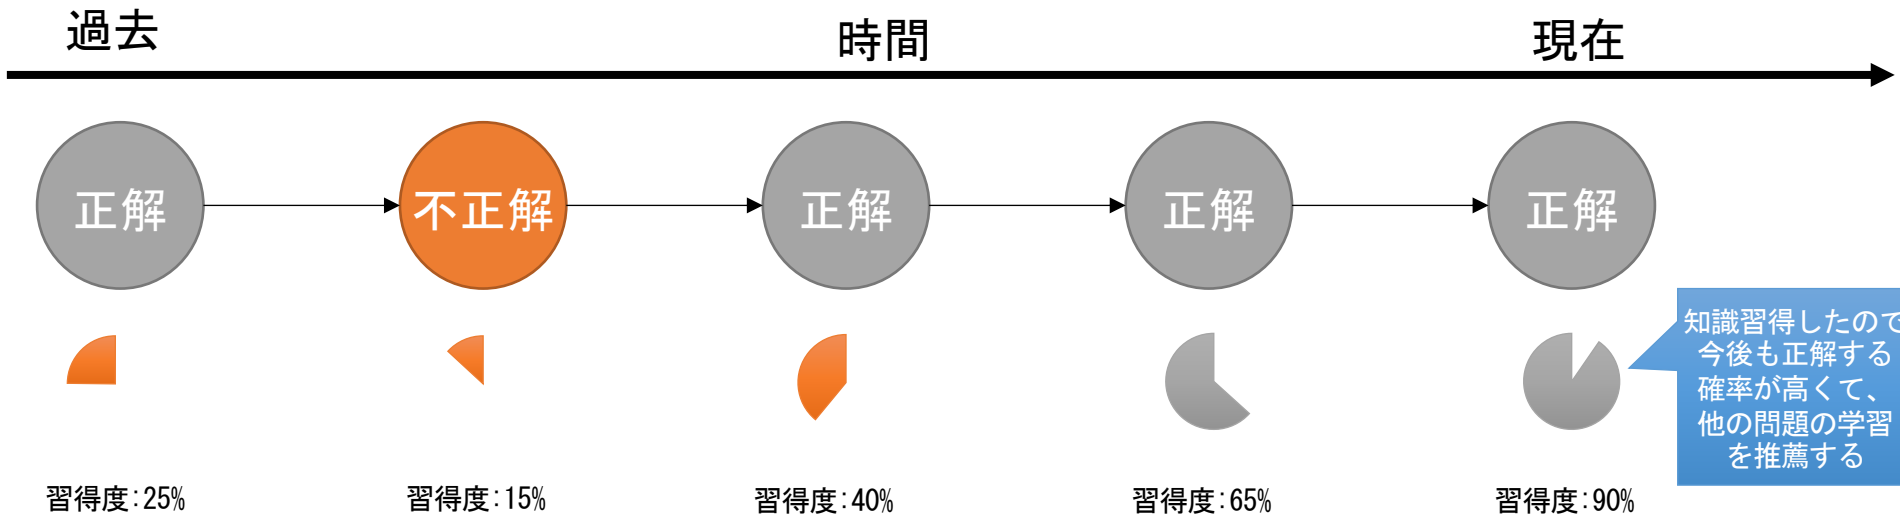 過去
時間
現在
正解
不正解
正解
正解
正解
知識習得したので
今後も正解する
確率が高くて、
他の問題の学習
を推薦する
習得度:25%
習得度:15%
習得度:40%
習得度:65%
習得度:90%